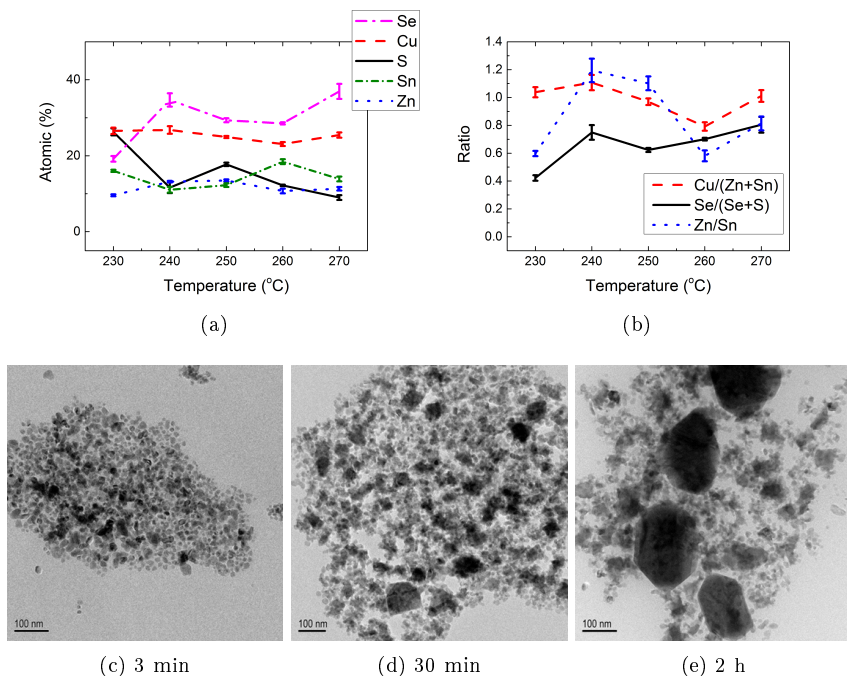 Se
Cu
S
Sn
Zn
40
20
0
Atomic (%)
230 240 250 260 270
Temperature (°C)
(a)
1.4
1.2
1.0
0.8
0.6
0.4
0.2
0.0
Ratio
Cu/(Zn+Sn)
Se/(Se+S)
Zn/Sn
230 240 250 260 270
Temperature (°C)
(b)
100 nm
100 nm
100 nm
(c) 3 min
(d) 30 min
(e) 2 h